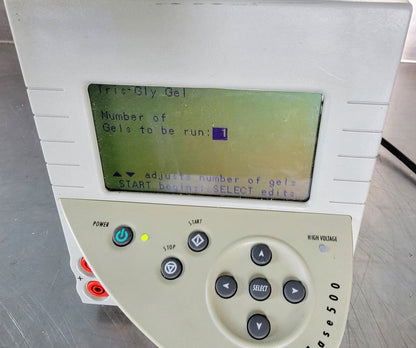 Tris-Gly Gel
Number of
Gels to be run: 1
▲▼ adjusts number of gels
START begins: SELECT edits
POWER
START
STOP
HIGH VOLTAGE
SELECT
+
ase500